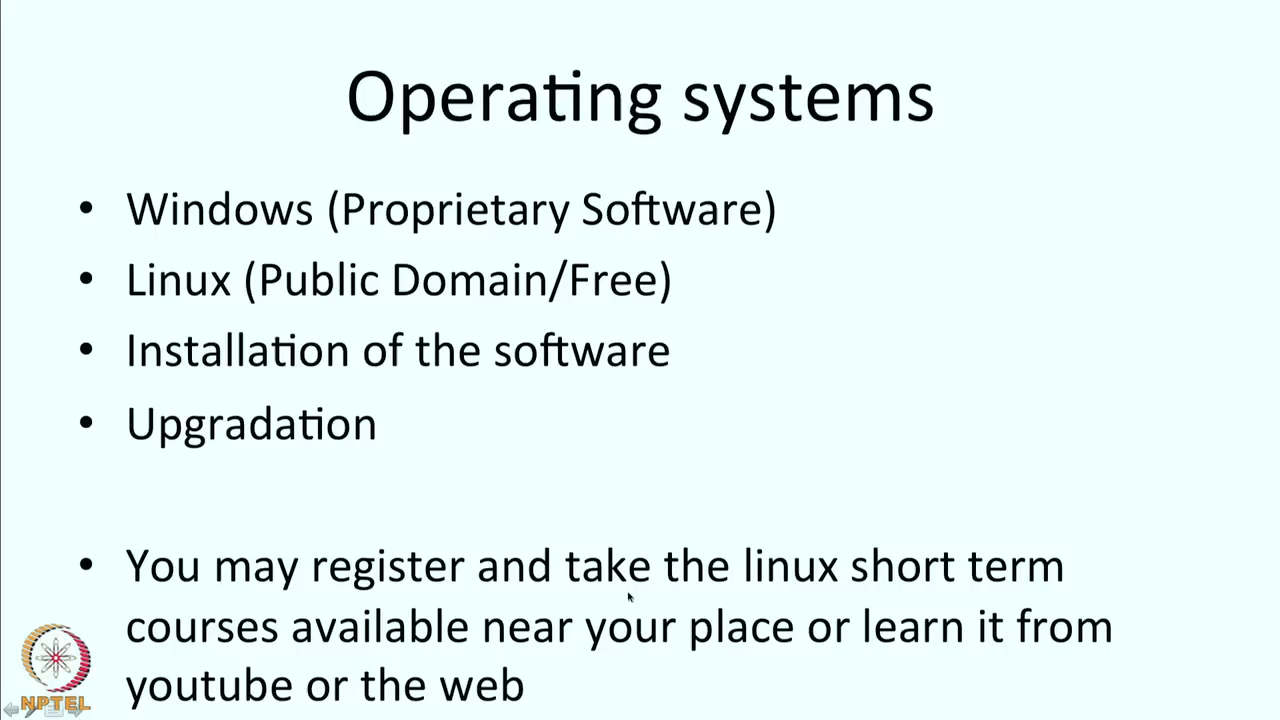 Operating systems
• Windows (Proprietary Software)
• Linux (Public Domain/Free)
• Installation of the software
• Upgradation
• You may register and take the linux short term
courses available near your place or learn it from
youtube or the web
NPTEL